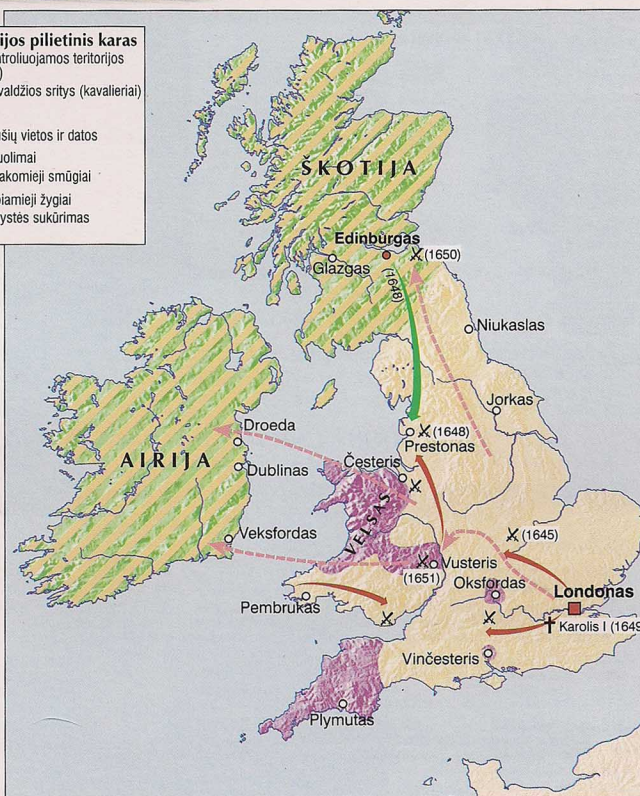 ijos pilietinis karas
ntroliuojamos teritorijos
)
valdžios sritys (kavalieriai)
šių vietos ir datos
uolimai
akomieji smūgiai
iamieji žygiai
ystės sukūrimas
ŠKOTIJA
Edinburgas
(1650)
Glazgas
(1648)
Niukaslas
Jorkas
Droeda
(1648)
Prestonas
AIRIJA
Dublinas
Česteris
VELSAS
Veksfordas
(1645)
Vusteris
(1651)
Oksfordas
Londonas
Pembrukas
Karolis I (1649
Vinčesteris
Plymutas